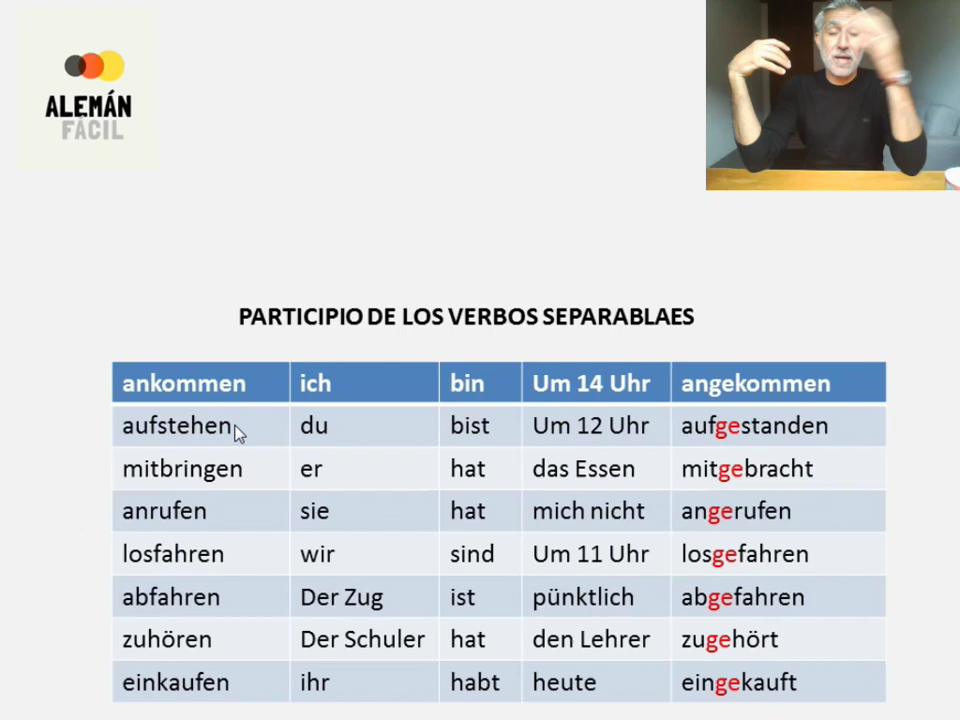 ALEMÁN
FÁCIL
PARTICIPIO DE LOS VERBOS SEPARABLAES
ankommen ich bin Um 14 Uhr angekommen
aufstehen du bist Um 12 Uhr aufgestanden
mitbringen er hat das Essen mitgebracht
anrufen sie hat mich nicht angerufen
losfahren wir sind Um 11 Uhr losgefahren
abfahren Der Zug ist pünktlich abgefahren
zuhören Der Schuler hat den Lehrer zugehört
einkaufen ihr habt heute eingekauft